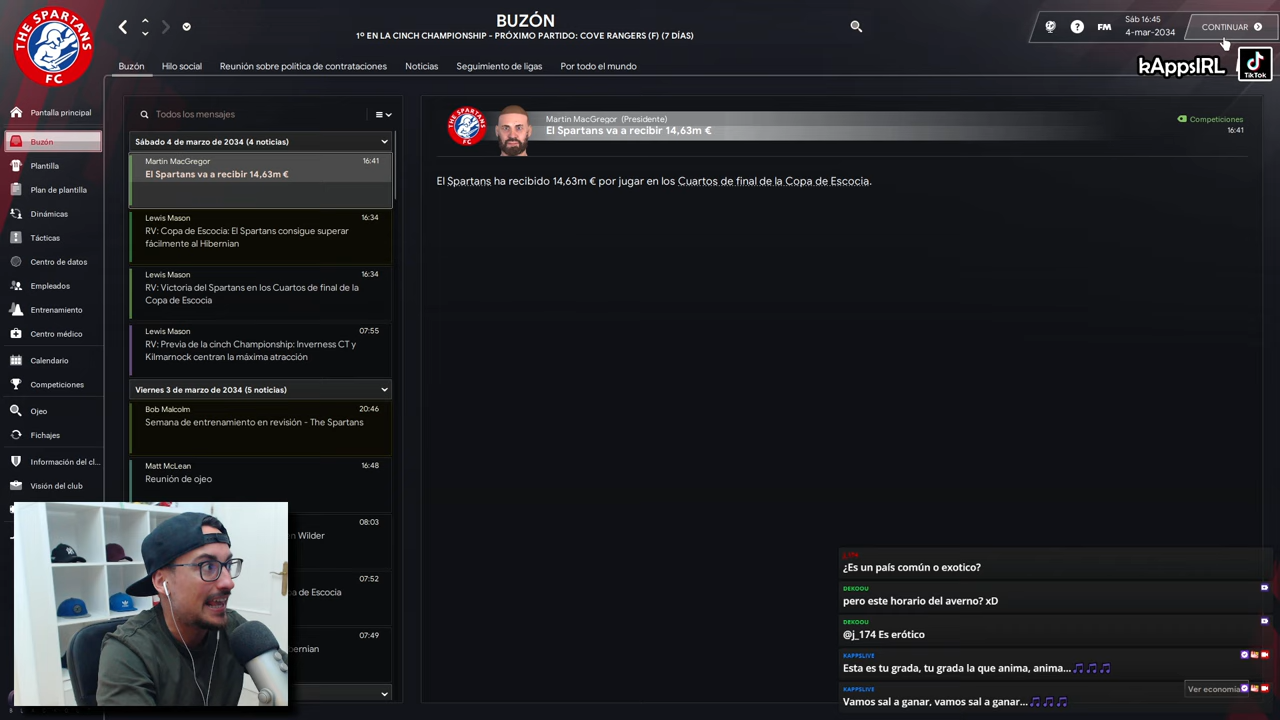 THE SPARTANS
FC
BUZÓN
1º EN LA CINCH CHAMPIONSHIP - PRÓXIMO PARTIDO: COVE RANGERS (F) (7 DÍAS)
FM
Sáb 16:45
4-mar-2034
CONTINUAR
kAppsIRL
TikTok
Buzón
Hilo social
Reunión sobre política de contrataciones
Noticias
Seguimiento de ligas
Por todo el mundo
Pantalla principal
Buzón
Plantilla
Plan de plantilla
Dinámicas
Tácticas
Centro de datos
Empleados
Entrenamiento
Centro médico
Calendario
Competiciones
Ojeo
Fichajes
Información del cl...
Visión del club
Todos los mensajes
Sábado 4 de marzo de 2034 (4 noticias)
Martin MacGregor 16:41
El Spartans va a recibir 14,63m €
Lewis Mason 16:34
RV: Copa de Escocia: El Spartans consigue superar
fácilmente al Hibernian
Lewis Mason 16:34
RV: Victoria del Spartans en los Cuartos de final de la
Copa de Escocia
Lewis Mason 07:55
RV: Previa de la cinch Championship: Inverness CT y
Kilmarnock centran la máxima atracción
Viernes 3 de marzo de 2034 (5 noticias)
Bob Malcolm 20:46
Semana de entrenamiento en revisión - The Spartans
Matt McLean 16:48
Reunión de ojeo
08:03
Wilder
07:52
de Escocia
07:49
Martin MacGregor (Presidente)
El Spartans va a recibir 14,63m €
Competiciones
16:41
El Spartans ha recibido 14,63m € por jugar en los Cuartos de final de la Copa de Escocia.
¿Es un país común o exotico?
DEKOOU
pero este horario del averno? xD
DEKOOU
@j_174 Es erótico
KAPPSLIVE
Esta es tu grada, tu grada la que anima, anima...
KAPPSLIVE
Vamos sal a ganar, vamos sal a ganar...
Ver economía